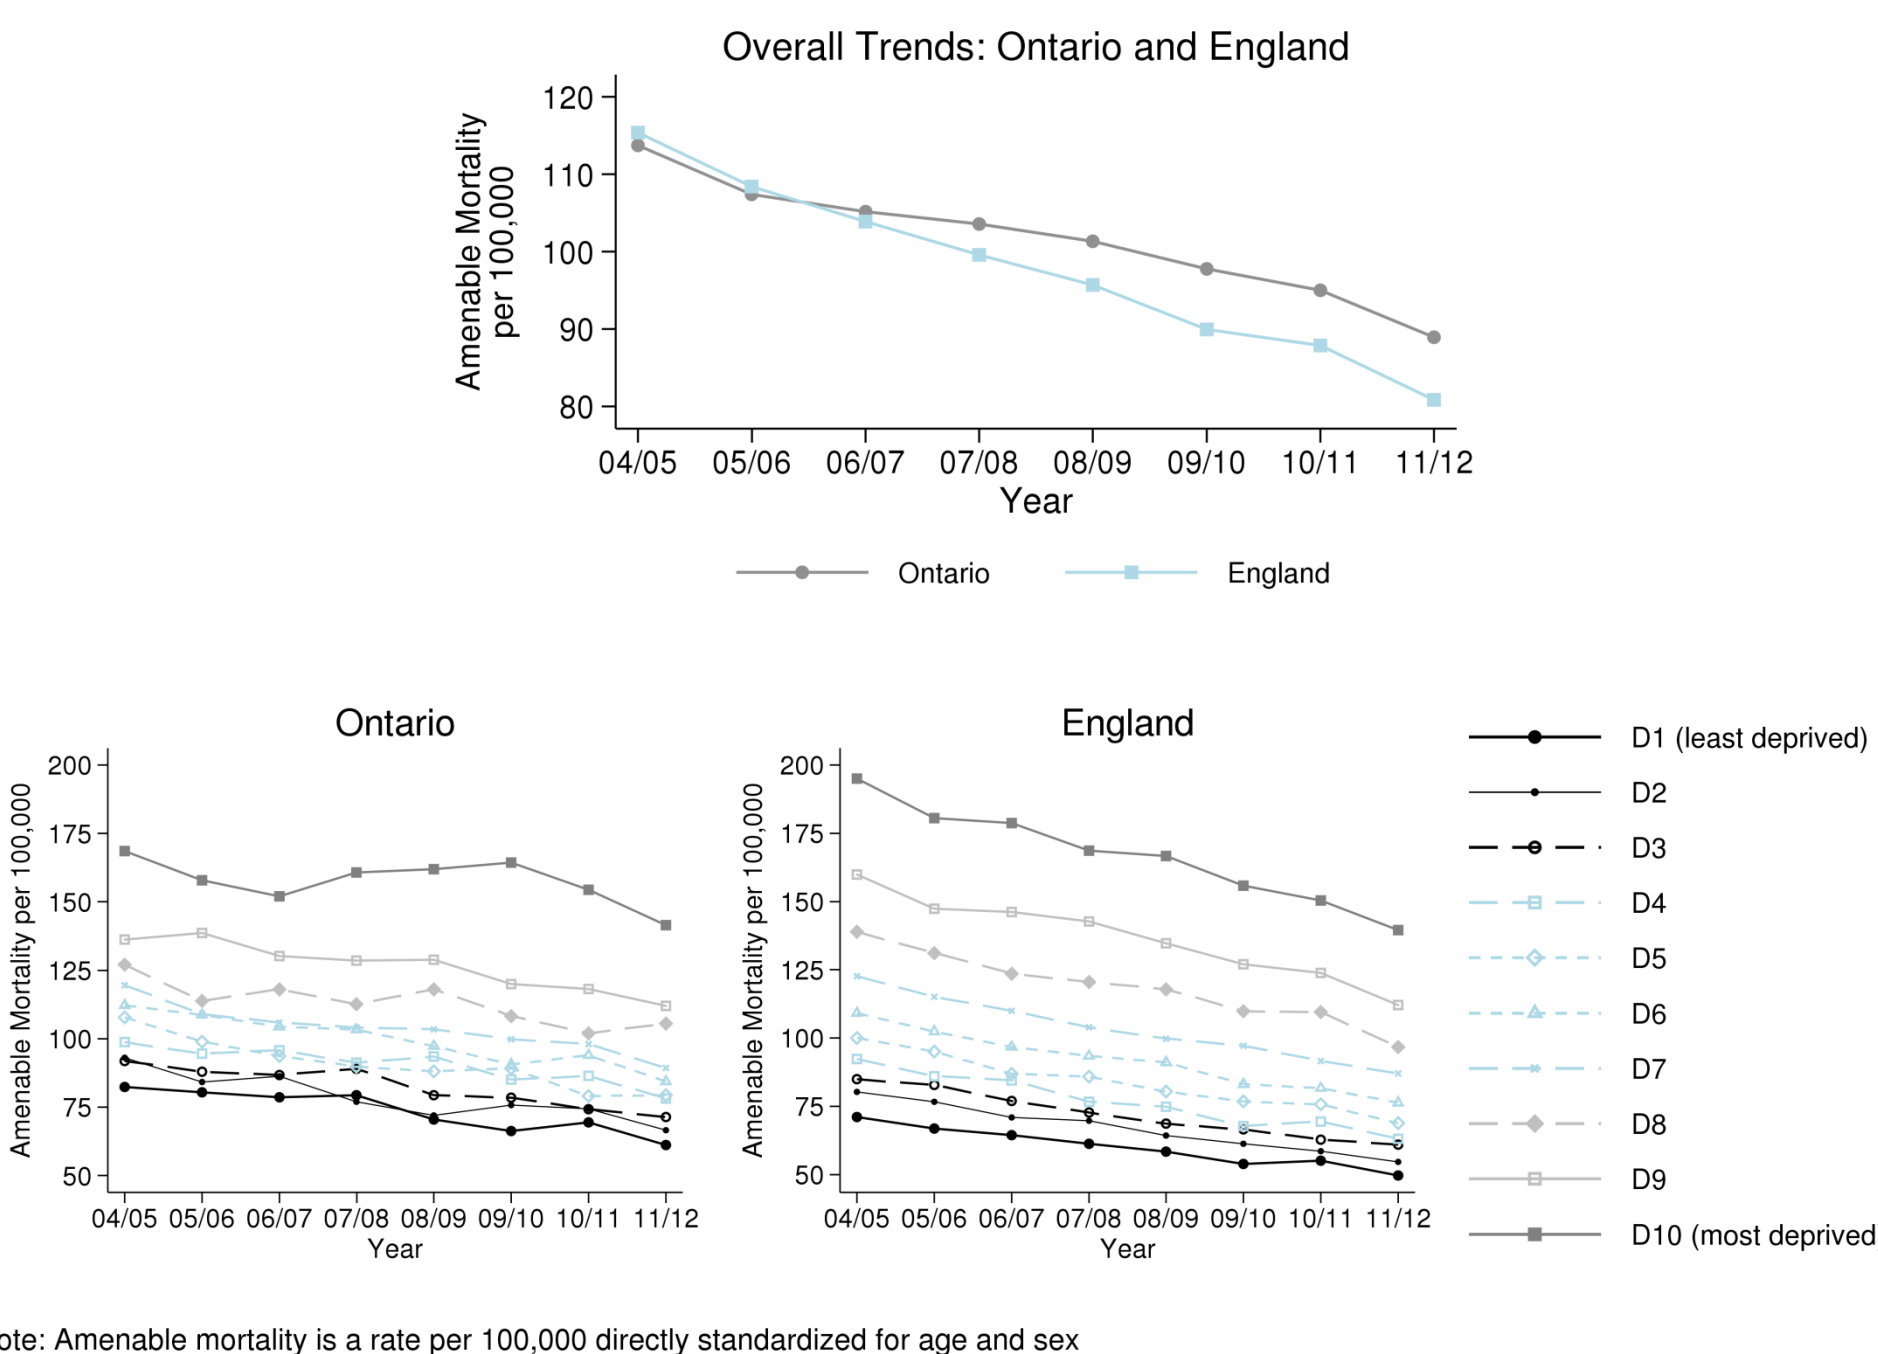 Overall Trends: Ontario and England
Amenable Mortality
per 100,000
120
110
100
90
80
04/05 05/06 06/07 07/08 08/09 09/10 10/11 11/12
Year
Ontario England
Ontario
Amenable Mortality per 100,000
200
175
150
125
100
75
50
04/05 05/06 06/07 07/08 08/09 09/10 10/11 11/12
Year
England
Amenable Mortality per 100,000
200
175
150
125
100
75
50
04/05 05/06 06/07 07/08 08/09 09/10 10/11 11/12
Year
D1 (least deprived)
D2
D3
D4
D5
D6
D7
D8
D9
D10 (most deprived)
ote: Amenable mortality is a rate per 100,000 directly standardized for age and sex